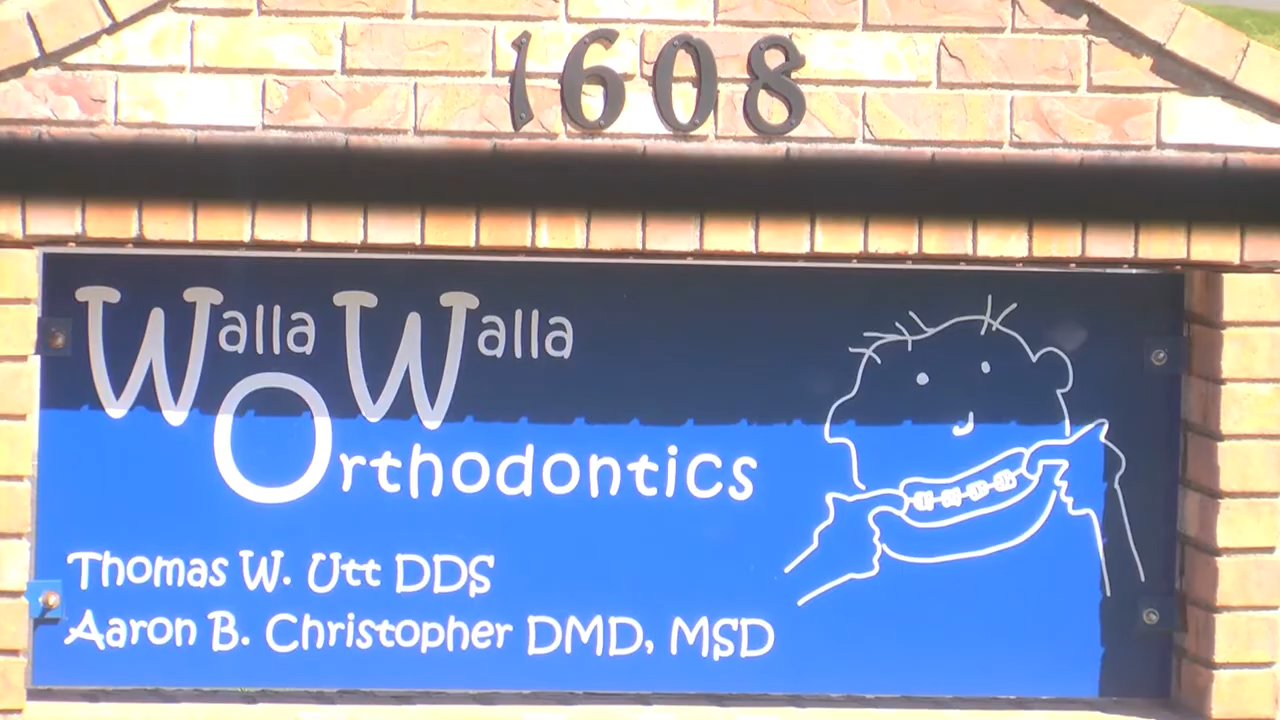 1608
Walla Walla
Orthodontics
Thomas W. Utt DDS
Aaron B. Christopher DMD, MSD